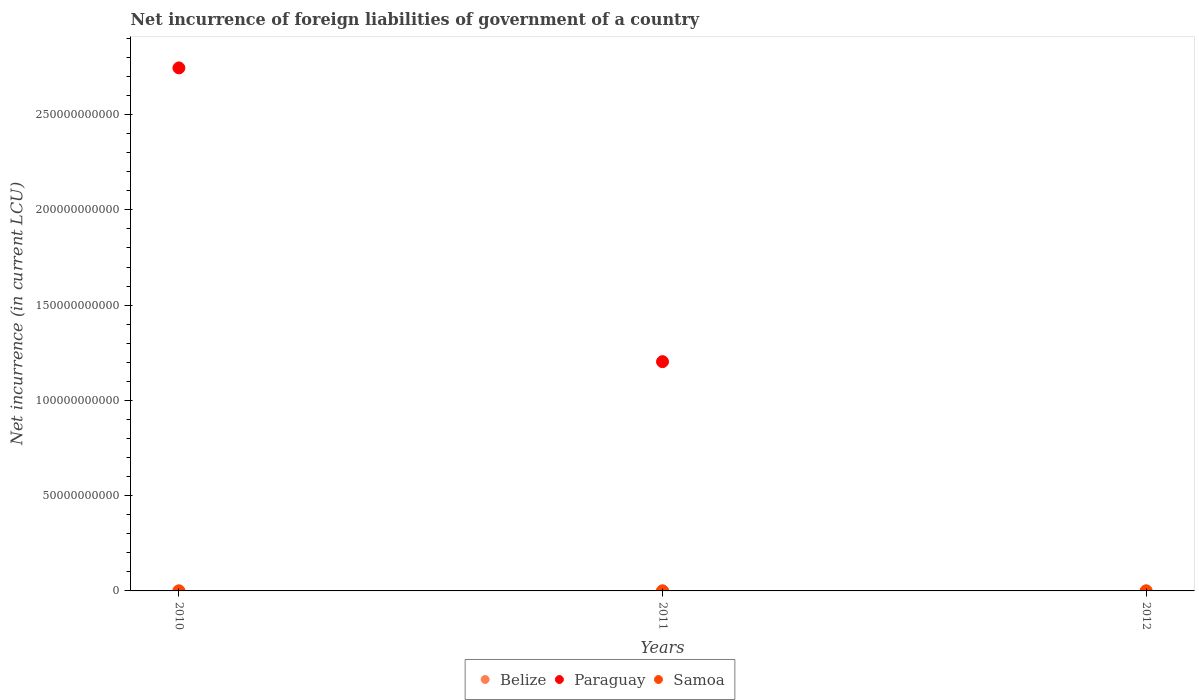 Net incurrence of foreign liabilities of government of a country
Net incurrence (in current LCU)
250000000000
200000000000
150000000000
100000000000
50000000000
0
2010
2011
2012
Years
Belize
Paraguay
Samoa